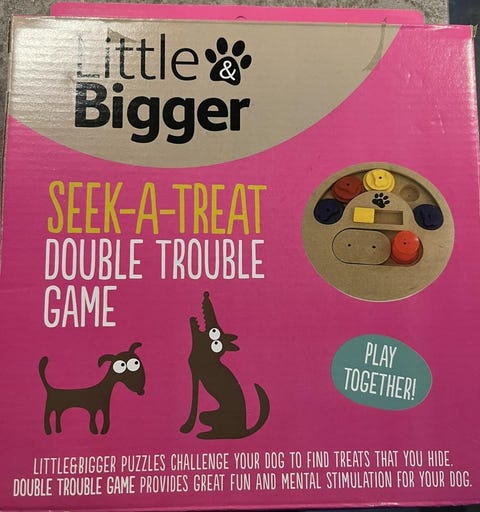 Little &
Bigger
SEEK-A-TREAT
DOUBLE TROUBLE
GAME
PLAY
TOGETHER!
LITTLE&BIGGER PUZZLES CHALLENGE YOUR DOG TO FIND TREATS THAT YOU HIDE.
DOUBLE TROUBLE GAME PROVIDES GREAT FUN AND MENTAL STIMULATION FOR YOUR DOG.